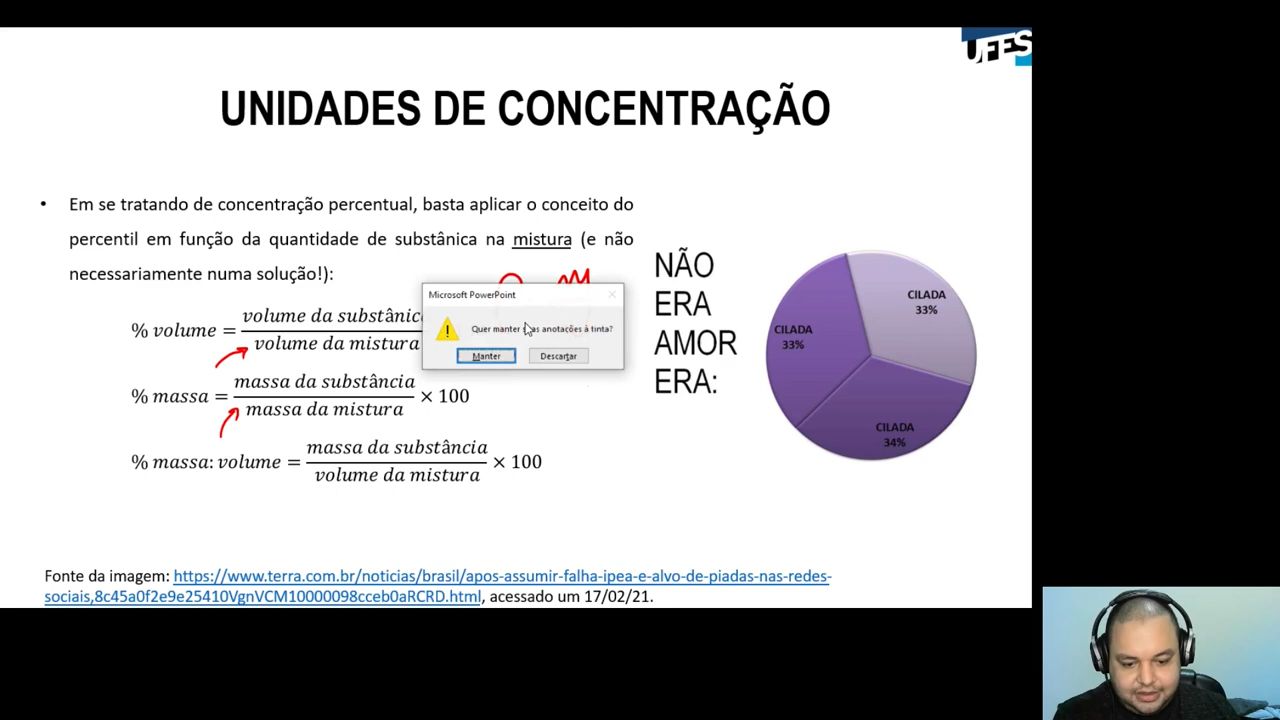 UFES
UNIDADES DE CONCENTRAÇÃO
• Em se tratando de concentração percentual, basta aplicar o conceito do
percentil em função da quantidade de substânica na mistura (e não
necessariamente numa solução!):
% volume = volume da substânic
volume da mistura
% massa = massa da substância
massa da mistura × 100
% massa: volume = massa da substância
volume da mistura × 100
Microsoft PowerPoint
Quer manter suas anotações à tinta?
Manter Descartar
NÃO
ERA
AMOR
ERA:
CILADA
33%
CILADA
33%
CILADA
34%
Fonte da imagem: https://www.terra.com.br/noticias/brasil/apos-assumir-falha-ipea-e-alvo-de-piadas-nas-redes-
sociais,8c45a0f2e9e25410VgnVCM10000098cceb0aRCRD.html, acessado um 17/02/21.